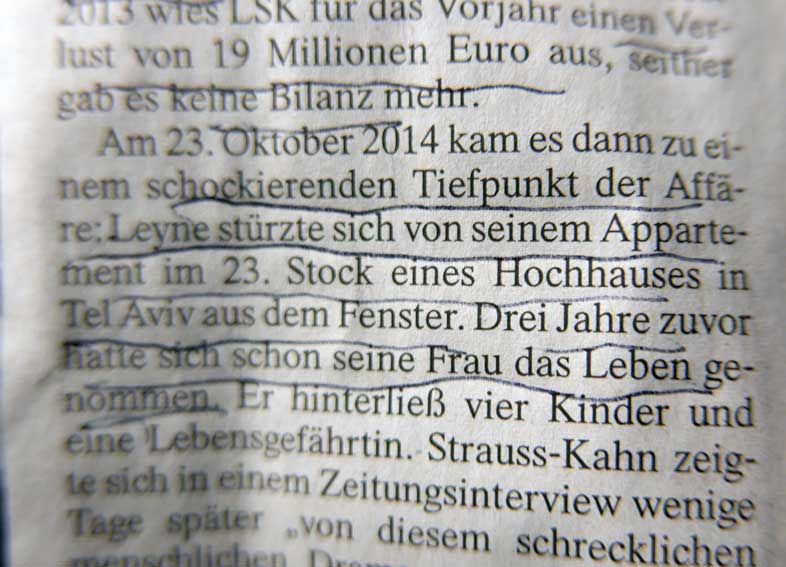 2013 wies LSK für das Vorjahr einen Ver-
lust von 19 Millionen Euro aus, seither
gab es keine Bilanz mehr.
Am 23. Oktober 2014 kam es dann zu ei-
nem schockierenden Tiefpunkt der Affä-
re: Leyne stürzte sich von seinem Apparte-
ment im 23. Stock eines Hochhauses in
Tel Aviv aus dem Fenster. Drei Jahre zuvor
hatte sich schon seine Frau das Leben ge-
nommen. Er hinterließ vier Kinder und
eine Lebensgefährtin. Strauss-Kahn zeig-
te sich in einem Zeitungsinterview wenige
Tage später „von diesem schrecklichen
menschlichen